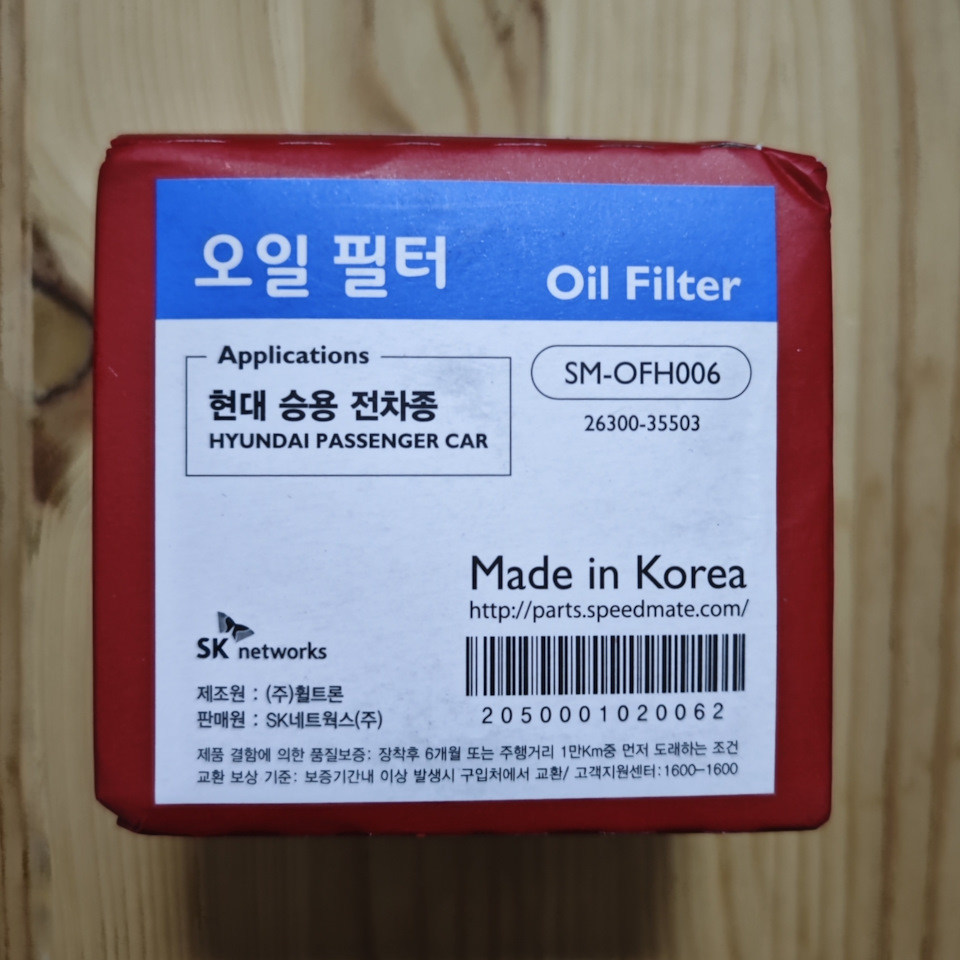 오일 필터
Oil Filter
Applications
현대 승용 전차종
HYUNDAI PASSENGER CAR
SM-OFH006
26300-35503
Made in Korea
http://parts.speedmate.com/
SK networks
2050001020062
제조원 : (주)휠트론
판매원 : SK네트웍스(주)
제품 결함에 의한 품질보증: 장착후 6개월 또는 주행거리 1만Km중 먼저 도래하는 조건
교환 보상 기준: 보증기간내 이상 발생시 구입처에서 교환/ 고객지원센터:1600-1600